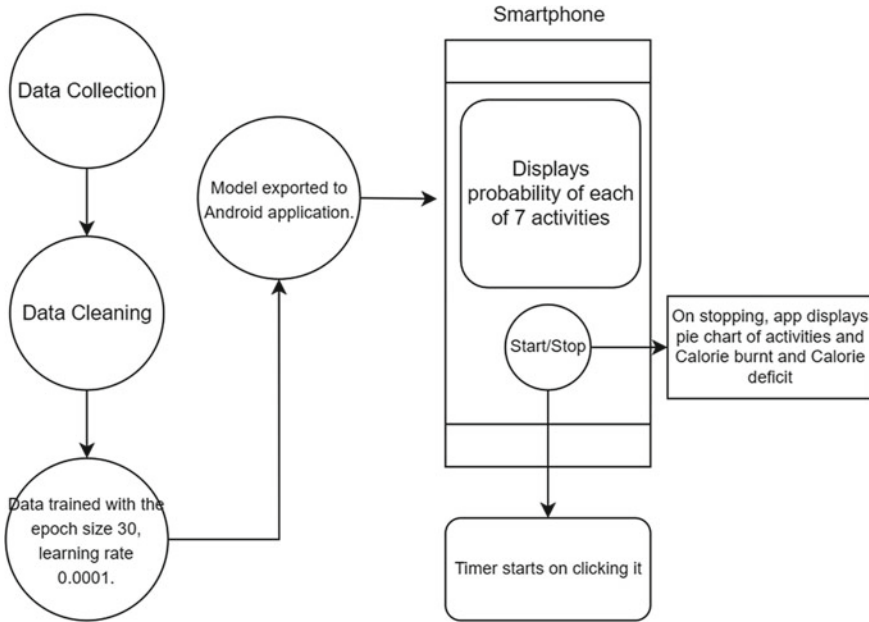 Smartphone
Data Collection
Data Cleaning
Data trained with the
epoch size 30,
learning rate
0.0001.
Model exported to
Android application.
Displays
probability of each
of 7 activities
Start/Stop
On stopping, app displays
pie chart of activities and
Calorie burnt and Calorie
deficit
Timer starts on clicking it